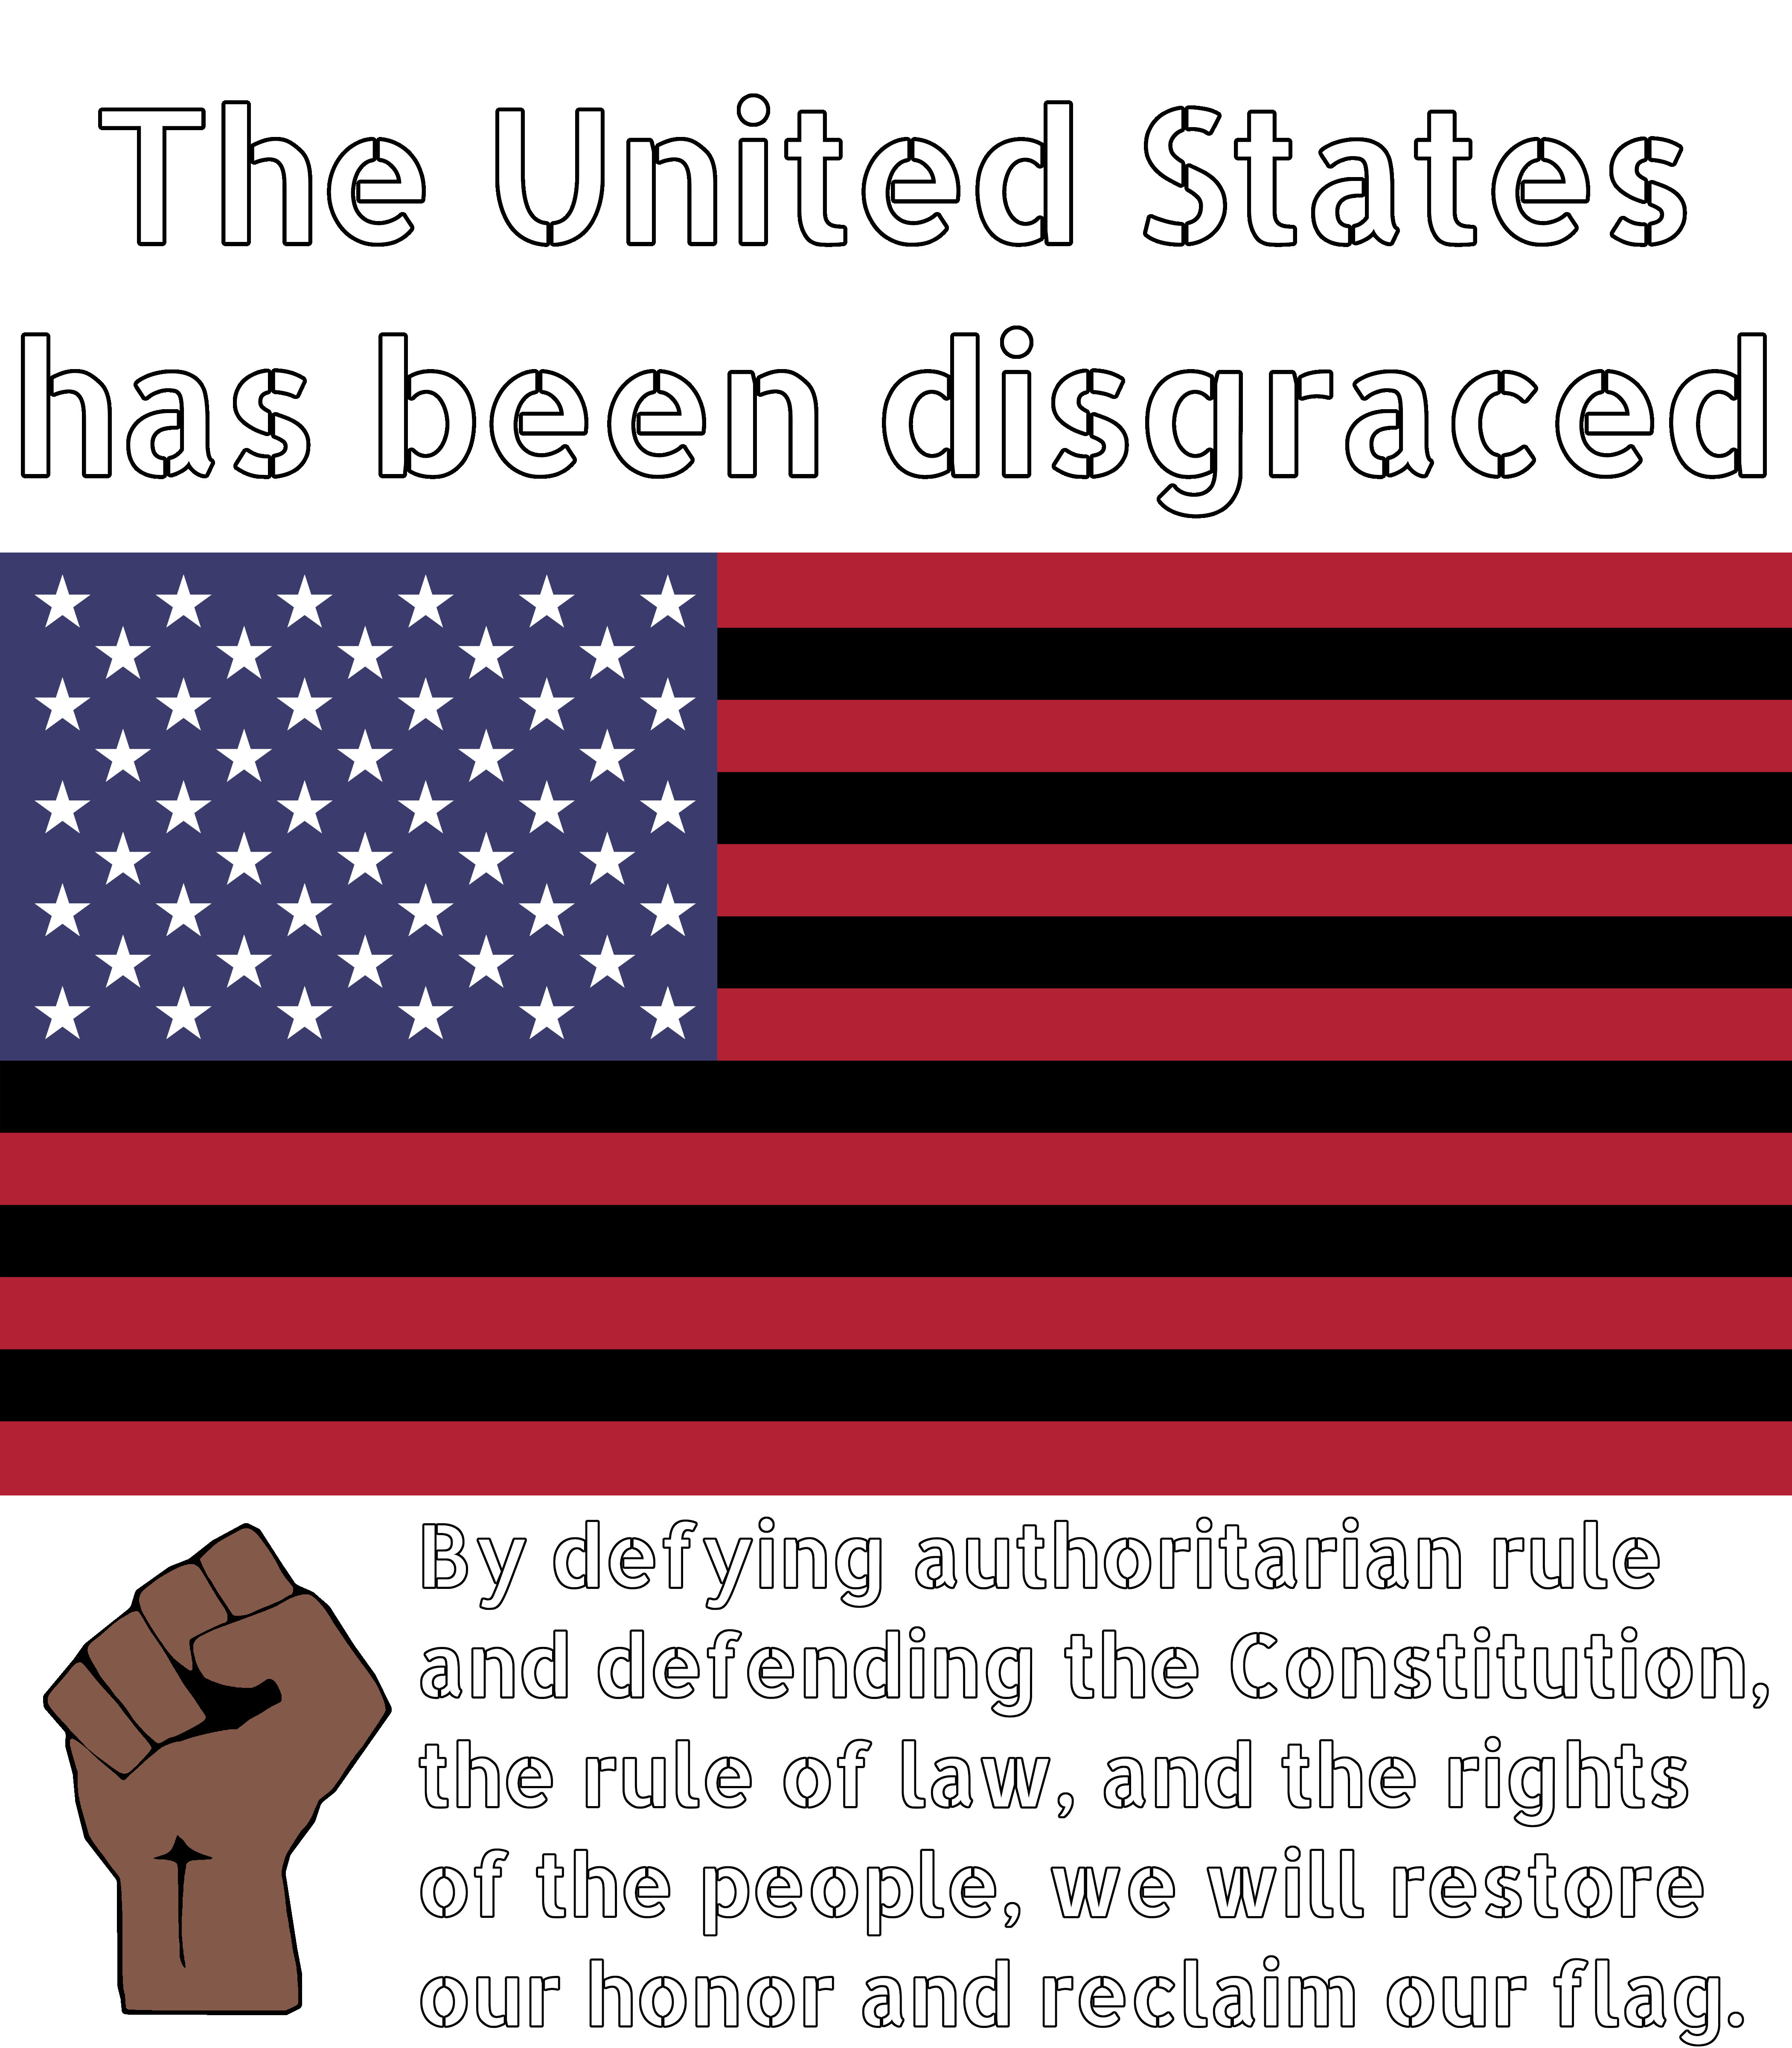 The United States
has been disgraced
By defying authoritarian rule
and defending the Constitution,
the rule of law, and the rights
of the people, we will restore
our honor and reclaim our flag.